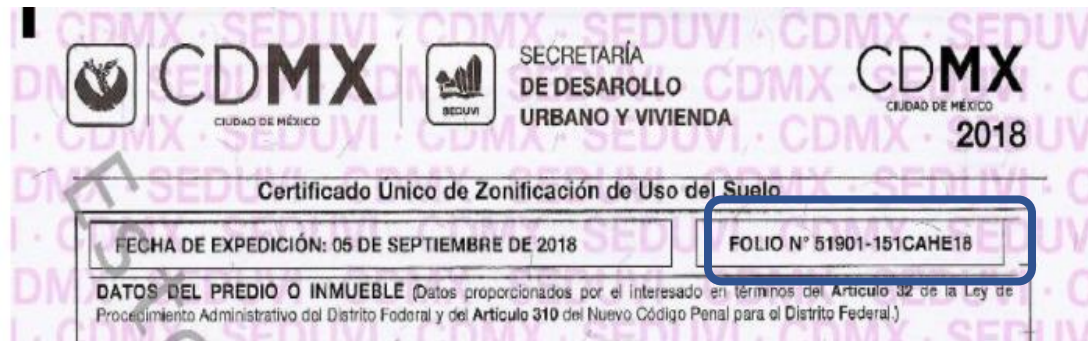 CDMX
CIUDAD DE MÉXICO
SEDUVI
SECRETARÍA
DE DESAROLLO
URBANO Y VIVIENDA
CDMX
CIUDAD DE MÉXICO
2018
Certificado Único de Zonificación de Uso del Suelo
FECHA DE EXPEDICIÓN: 05 DE SEPTIEMBRE DE 2018
FOLIO N° 51901-151CAHE18
DATOS DEL PREDIO O INMUEBLE (Datos proporcionados por el interesado en términos del Articulo 32 de la Ley de
Procedimiento Administrativo del Distrito Federal y del Articulo 310 del Nuevo Código Penal para el Distrito Federal.)